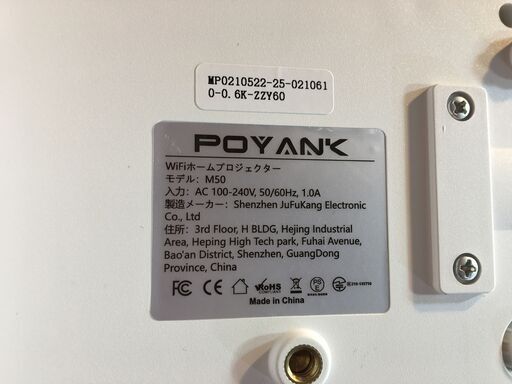 MP0210522-25-021061
0-0.6K-ZZY60
POYANK
WiFiホームプロジェクター
モデル: M50
入力: AC 100-240V, 50/60Hz, 1.0A
製造メーカー: Shenzhen JuFuKang Electronic
Co., Ltd
住所: 3rd Floor, H BLDG, Hejing Industrial
Area, Heping High Tech park, Fuhai Avenue,
Bao'an District, Shenzhen, GuangDong
Province, China
FC CE RoHS PSE
COMPLIANT
Made in China